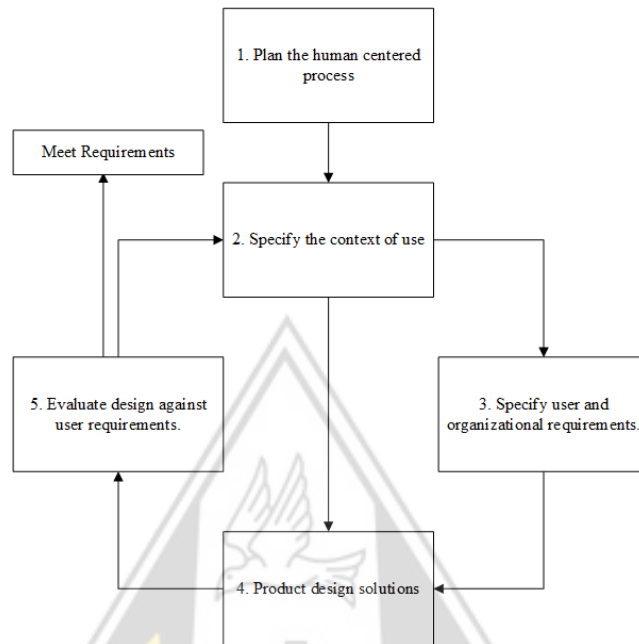 1. Plan the human centered
process
Meet Requirements
2. Specify the context of use
5. Evaluate design against
user requirements.
3. Specify user and
organizational requirements.
4. Product design solutions